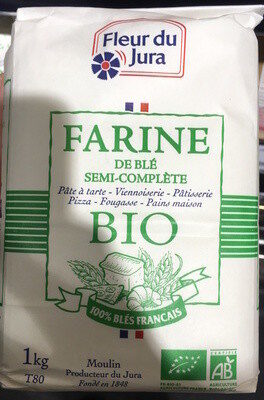 Fleur du
Jura
FARINE
DE BLÉ
SEMI-COMPLÈTE
Pâte à tarte - Viennoiserie - Pâtisserie
Pizza - Fougasse - Pains maison
BIO
100% BLÉS FRANÇAIS
1kg
T80
Moulin
Producteur du Jura
Fondé en 1848
CERTIFIÉ
AB
AGRICULTURE
BIOLOGIQUE